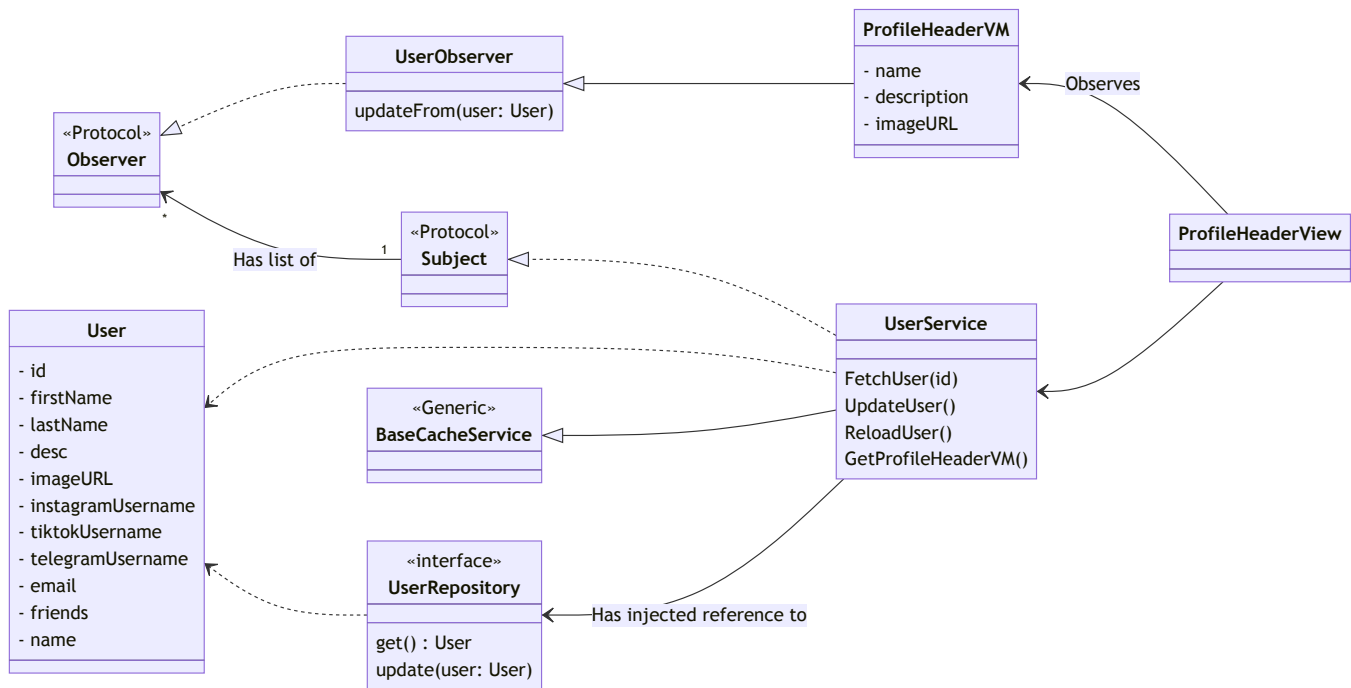 UserObserver
updateFrom(user: User)
ProfileHeaderVM
- name
- description
- imageURL
Observes
«Protocol»
Observer
*
Has list of
1
«Protocol»
Subject
ProfileHeaderView
User
- id
- firstName
- lastName
- desc
- imageURL
- instagramUsername
- tiktokUsername
- telegramUsername
- email
- friends
- name
UserService
FetchUser(id)
UpdateUser()
ReloadUser()
GetProfileHeaderVM()
«Generic»
BaseCacheService
«interface»
UserRepository
get() : User
update(user: User)
Has injected reference to